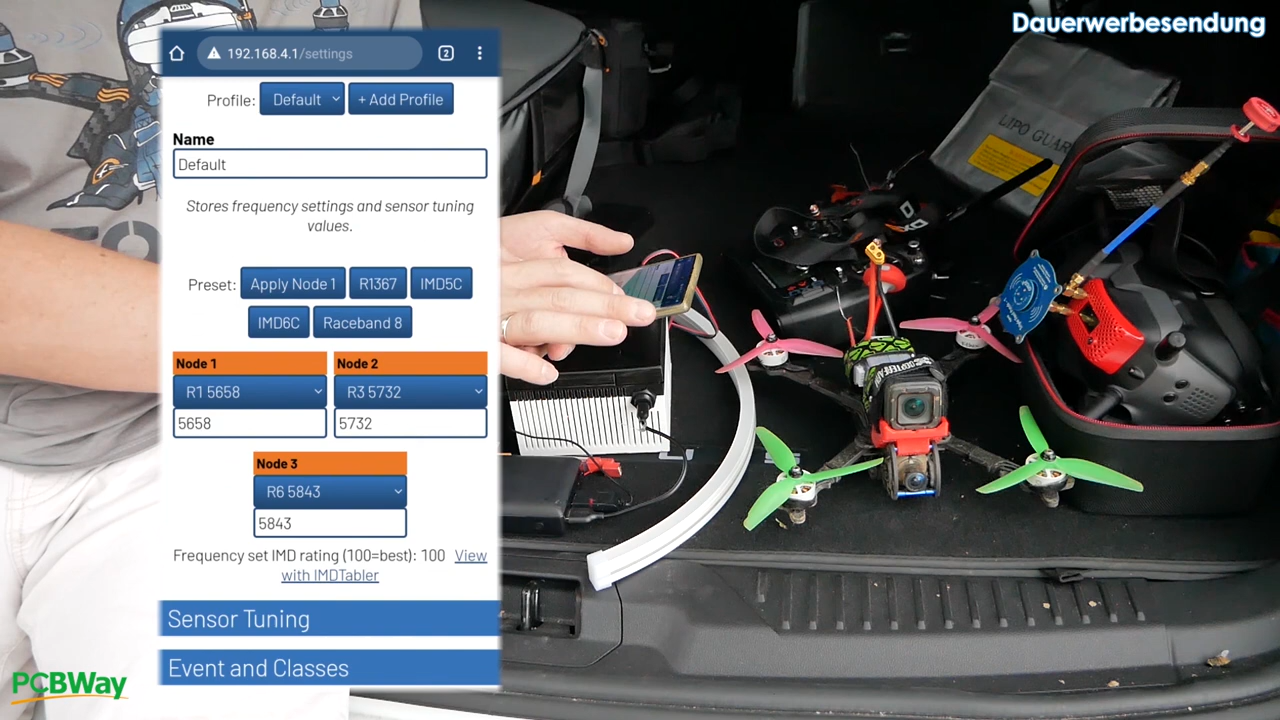 Dauerwerbesendung
192.168.4.1/settings
2
Profile: Default + Add Profile
Name
Default
Stores frequency settings and sensor tuning
values.
Preset: Apply Node 1 R1367 IMD5C
IMD6C Raceband 8
Node 1 Node 2
R1 5658 R3 5732
5658 5732
Node 3
R6 5843
5843
Frequency set IMD rating (100=best): 100 View
with IMDTabler
Sensor Tuning
Event and Classes
PCBWay
LIPO GUAR